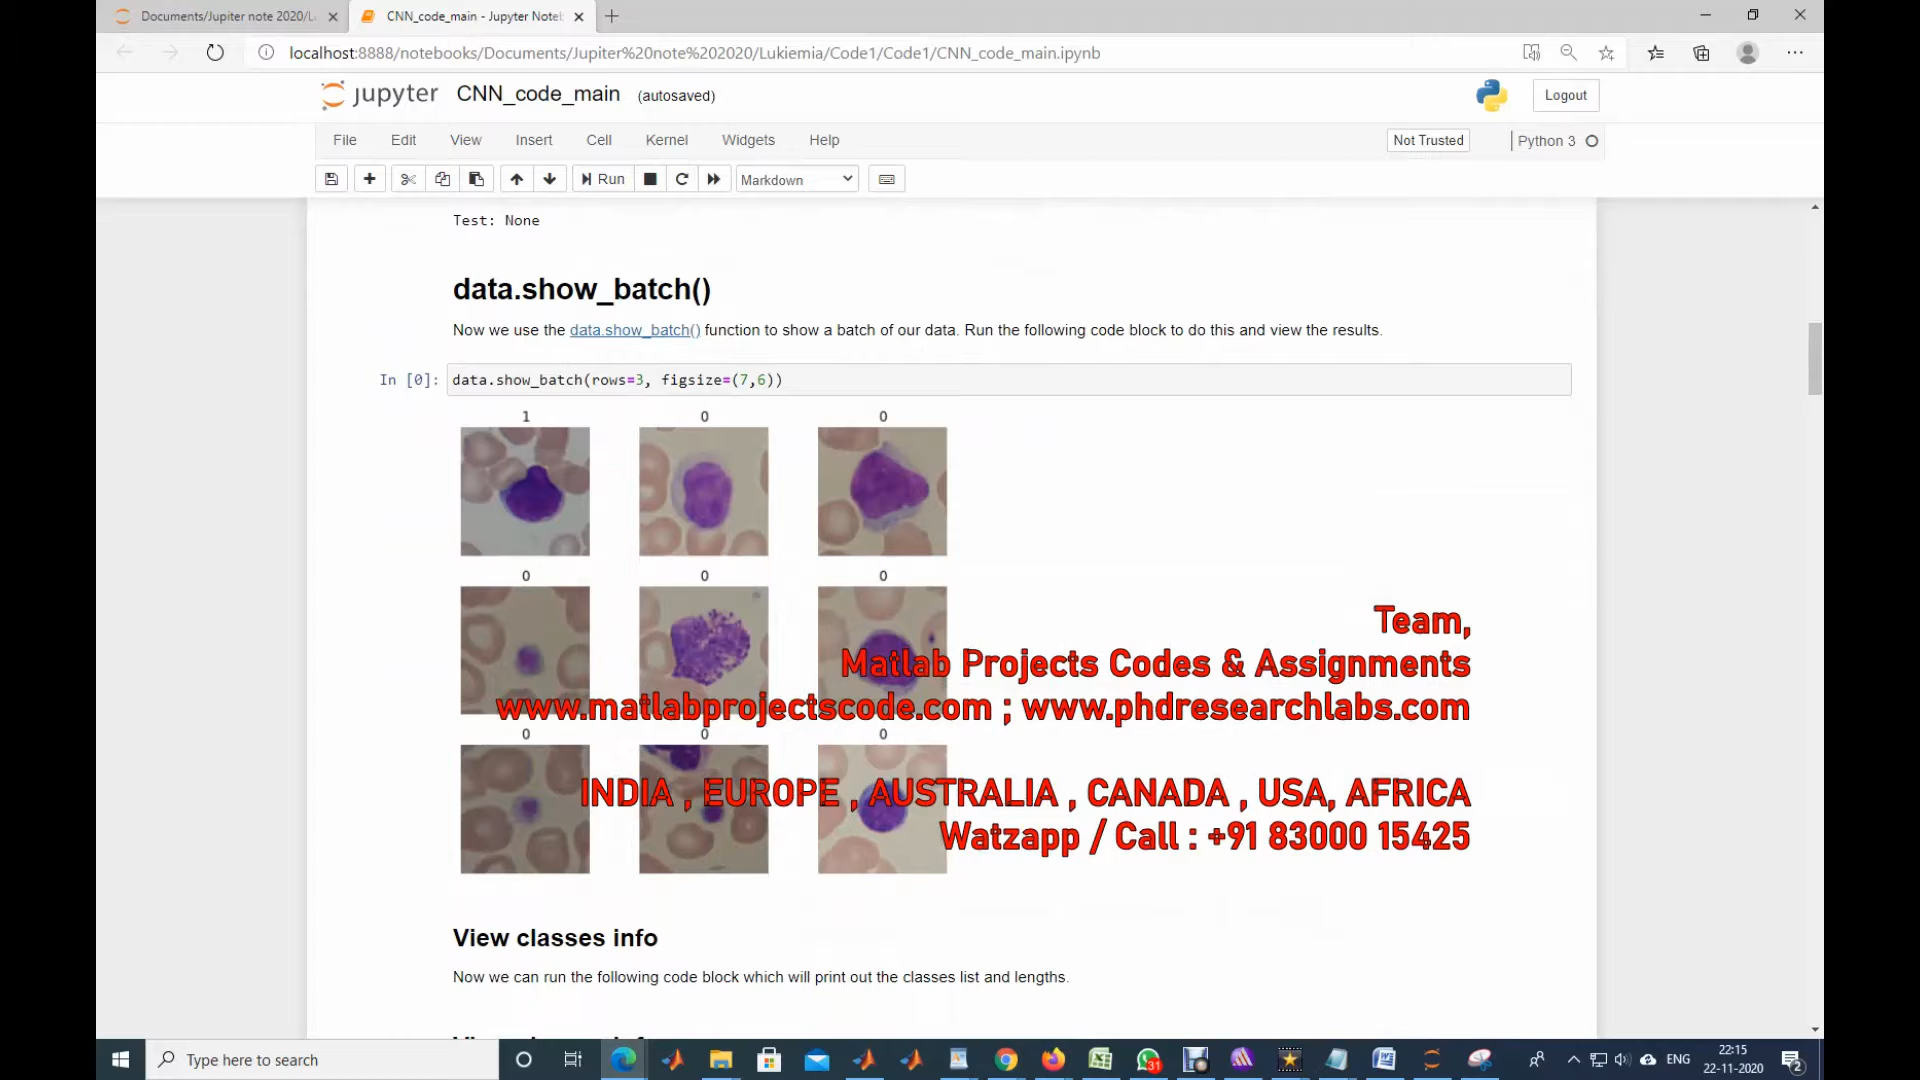 Documents/Jupiter note 2020/L
CNN_code_main - Jupyter Note
localhost:8888/notebooks/Documents/Jupiter%20note%202020/Lukiemia/Code1/Code1/CNN_code_main.ipynb
jupyter CNN_code_main (autosaved)
Logout
File Edit View Insert Cell Kernel Widgets Help
Not Trusted
Python 3
Run
Markdown
Test: None
data.show_batch()
Now we use the data.show_batch() function to show a batch of our data. Run the following code block to do this and view the results.
In [0]: data.show_batch(rows=3, figsize=(7,6))
1 0 0
0 0 0
Team,
Matlab Projects Codes & Assignments
www.matlabprojectscode.com ; www.phdresearchlabs.com
0 0 0
INDIA , EUROPE , AUSTRALIA , CANADA , USA, AFRICA
Watzapp / Call : +91 83000 15425
View classes info
Now we can run the following code block which will print out the classes list and lengths.
Type here to search
31
ENG
22:15
22-11-2020
2